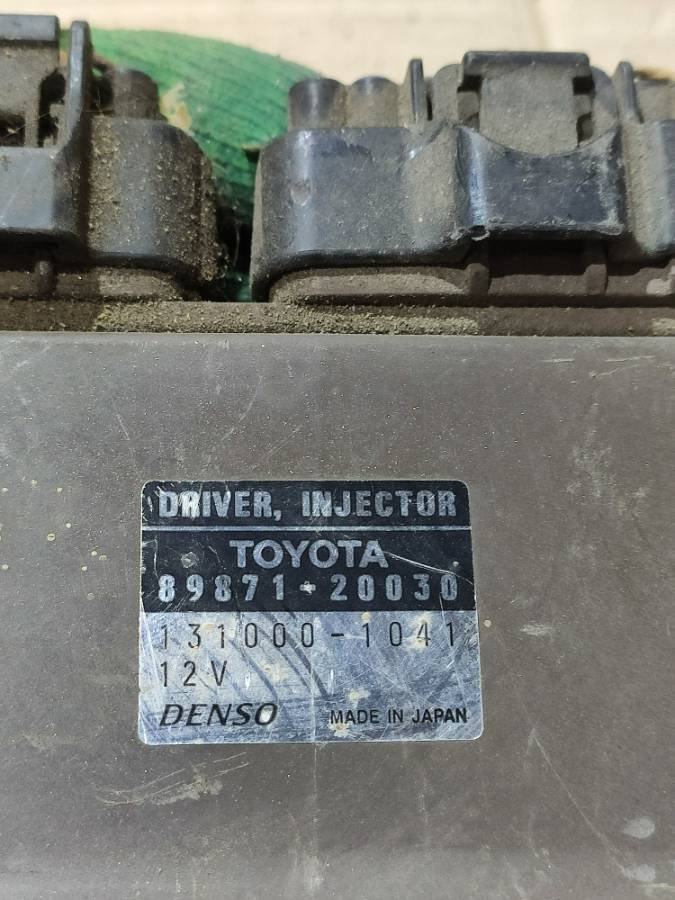 DRIVER, INJECTOR
TOYOTA
89871-20030
131000-1041
12V
DENSO MADE IN JAPAN